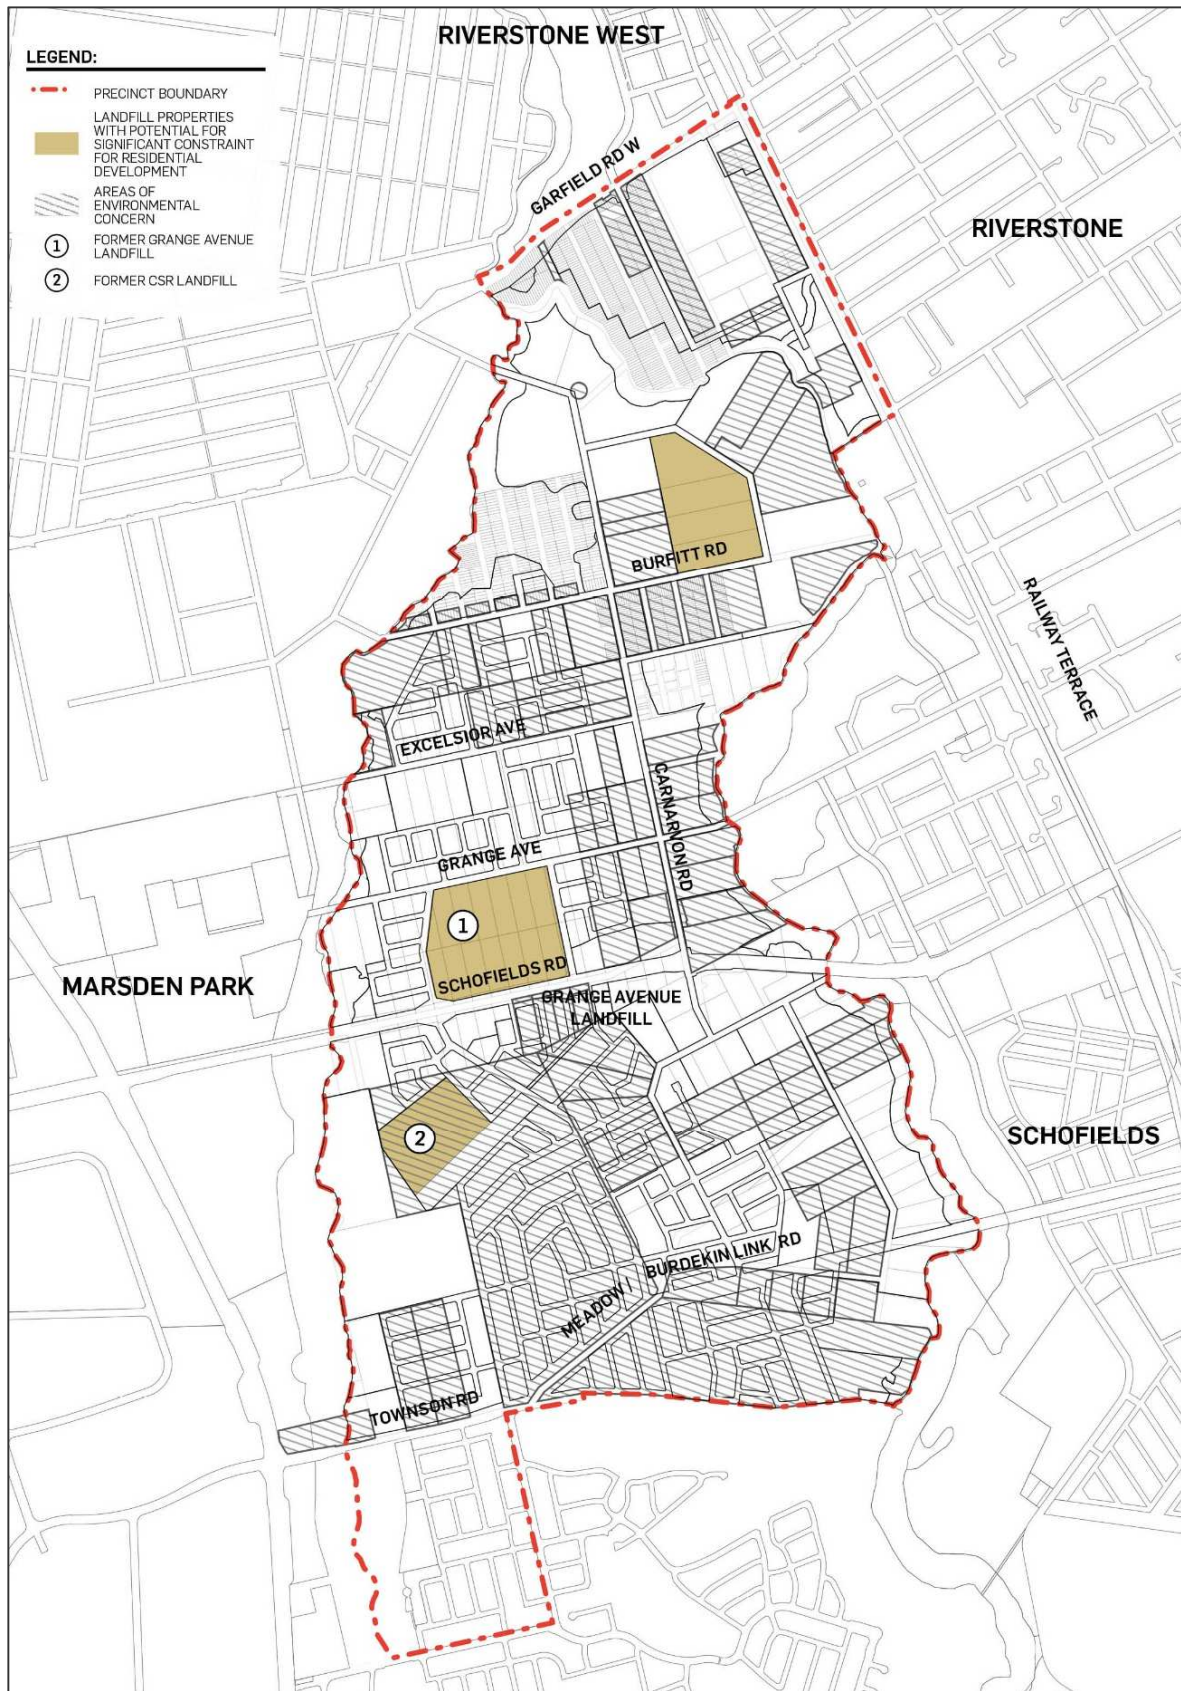 RIVERSTONE WEST
LEGEND:
PRECINCT BOUNDARY
LANDFILL PROPERTIES
WITH POTENTIAL FOR
SIGNIFICANT CONSTRAINT
FOR RESIDENTIAL
DEVELOPMENT
AREAS OF
ENVIRONMENTAL
CONCERN
1 FORMER GRANGE AVENUE
LANDFILL
2 FORMER CSR LANDFILL
GARFIELD RD W
RIVERSTONE
BURFITT RD
RAILWAY TERRACE
EXCELSIOR AVE
CARNARVON RD
GRANGE AVE
1
MARSDEN PARK
SCHOFIELDS RD
GRANGE AVENUE
LANDFILL
2
SCHOFIELDS
BURDEKIN LINK RD
MEADOW
TOWNSON RD